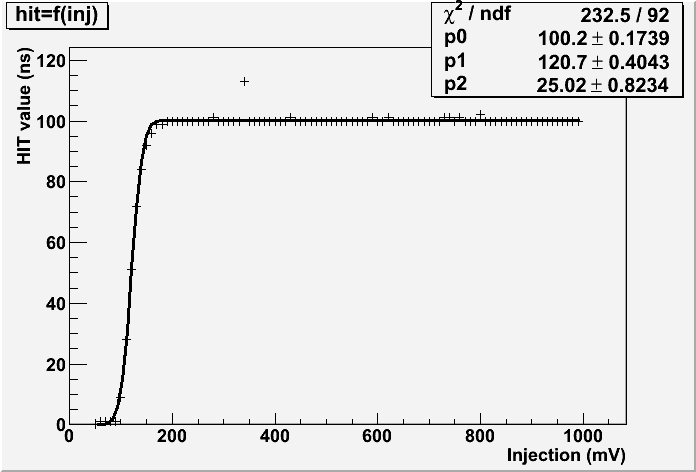 hit=f(inj)
χ² / ndf 232.5 / 92
p0 100.2 ± 0.1739
p1 120.7 ± 0.4043
p2 25.02 ± 0.8234
HIT value (ns)
120
100
80
60
40
20
0
0 200 400 600 800 1000
Injection (mV)